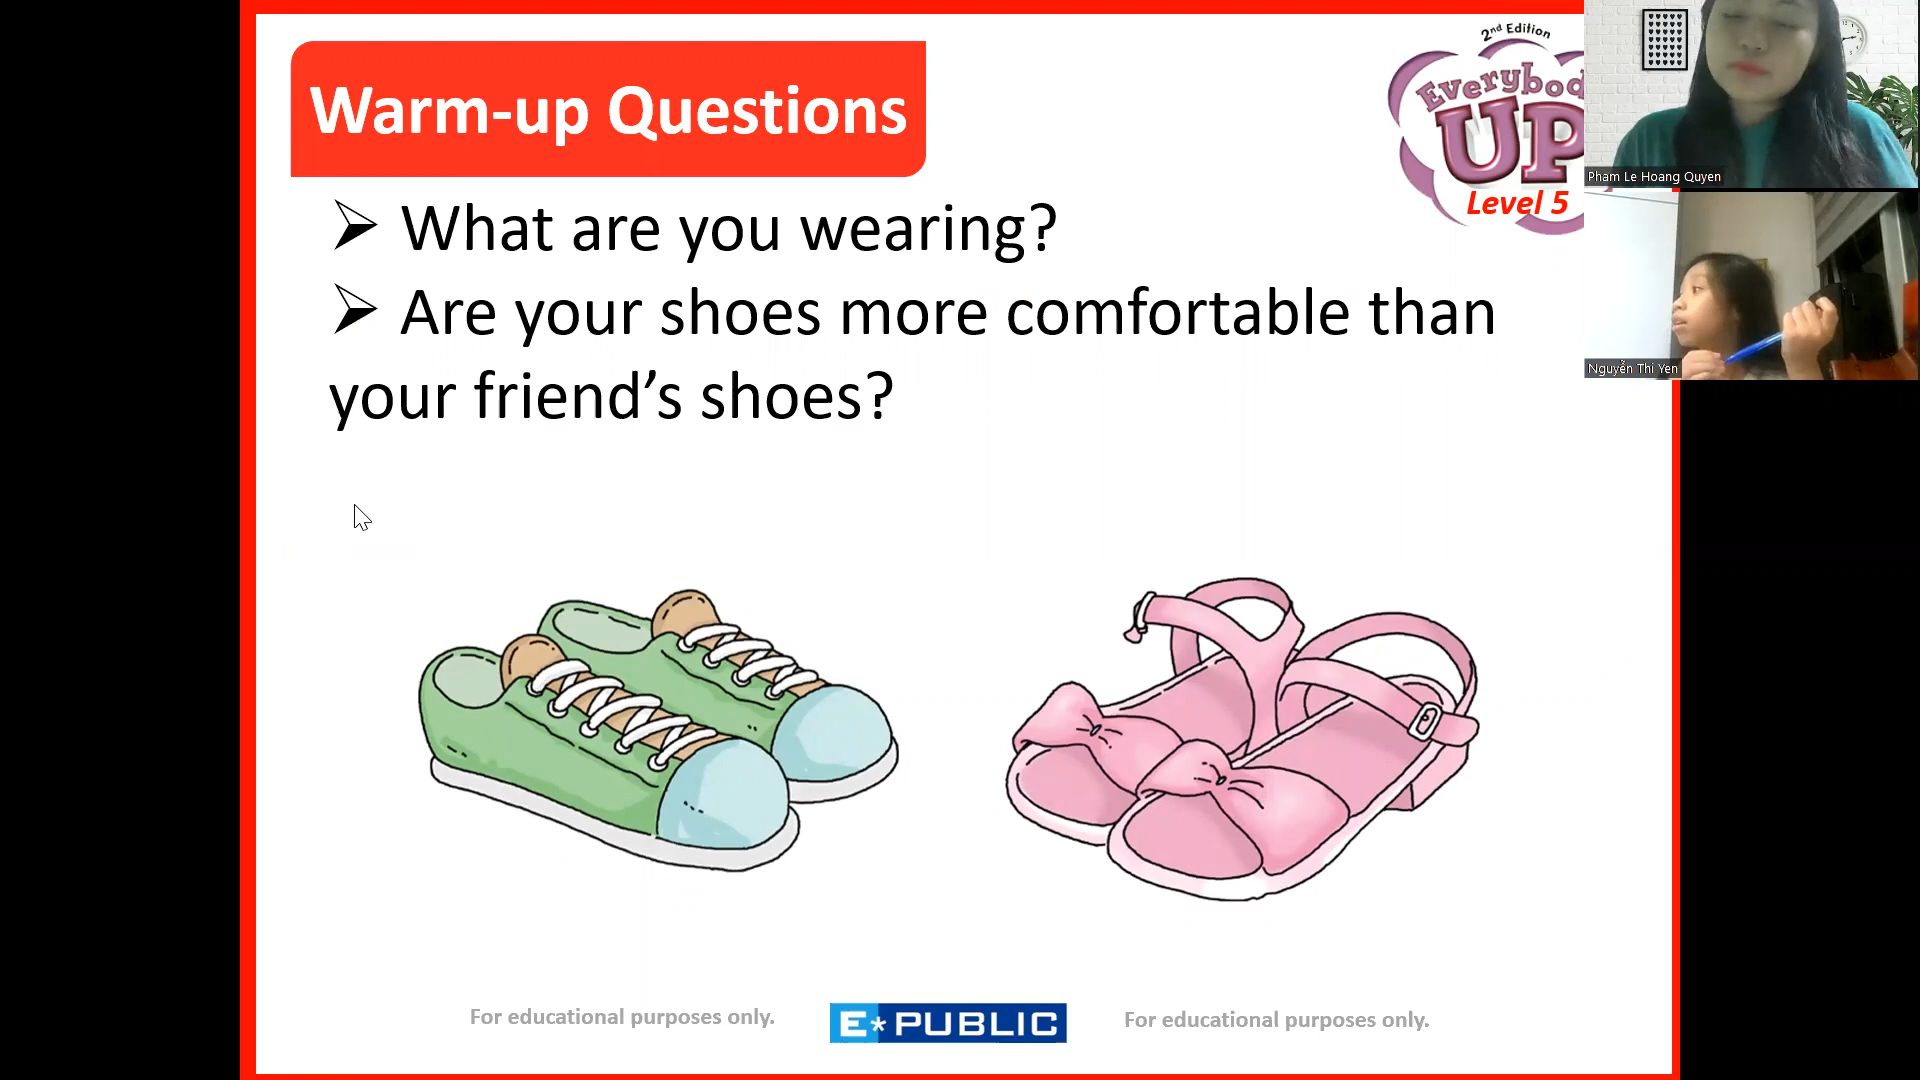 Warm-up Questions
2nd Edition
UP
Level 5
Pham Le Hoang Quyen
➢ What are you wearing?
➢ Are your shoes more comfortable than
your friend’s shoes?
Nguyễn Thi Yen
For educational purposes only.
E*PUBLIC
For educational purposes only.